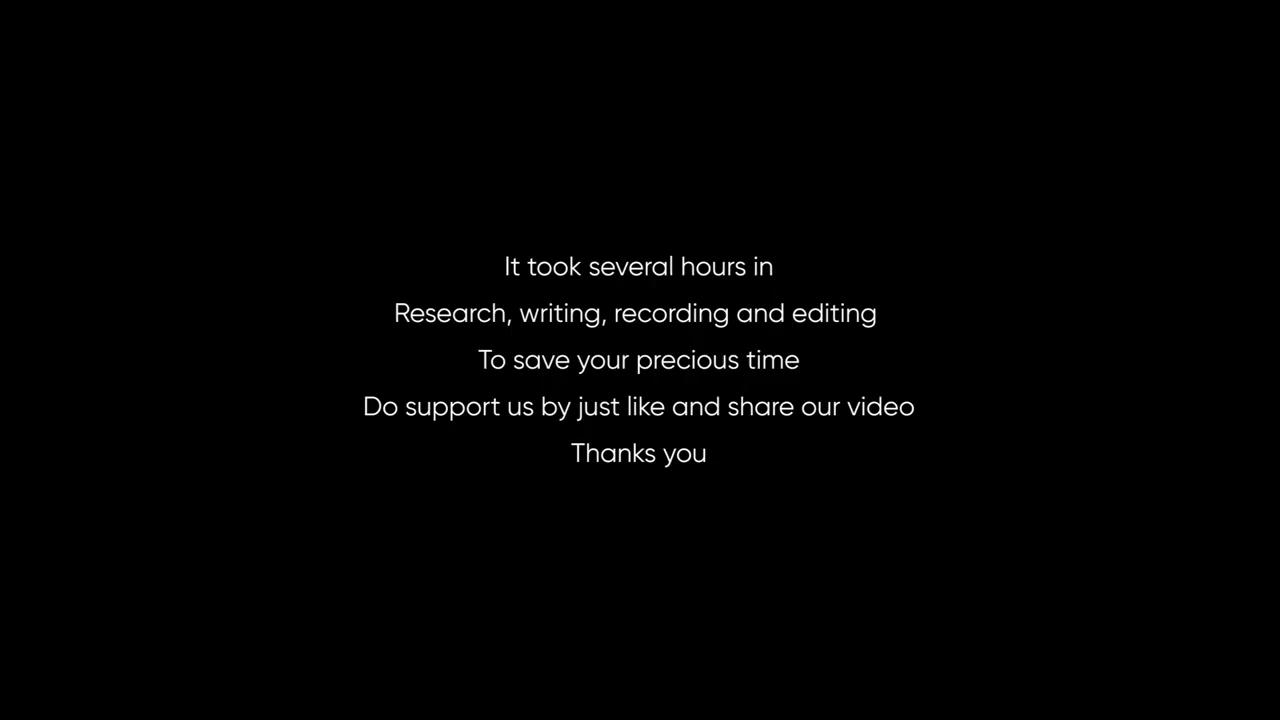 It took several hours in
Research, writing, recording and editing
To save your precious time
Do support us by just like and share our video
Thanks you